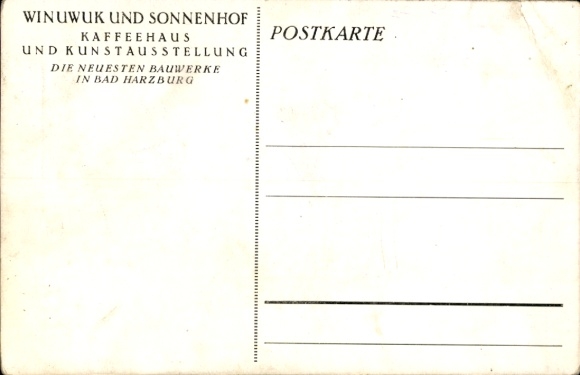 WINUWUK UND SONNENHOF
KAFFEEHAUS
UND KUNSTAUSSTELLUNG
DIE NEUESTEN BAUWERKE
IN BAD HARZBURG
POSTKARTE